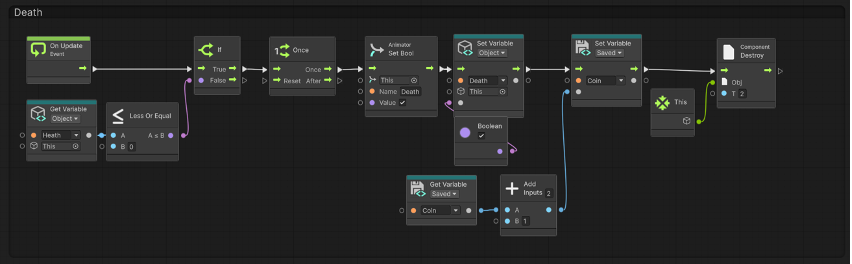 Death
On Update
Event
If
True
False
Once
Once
Reset After
Animator
Set Bool
This
Name Death
Value
Set Variable
Object
Death
This
Set Variable
Saved
Coin
Component
Destroy
Obj
T 2
This
Get Variable
Object
Heath
This
Less Or Equal
A A ≤ B
B 0
Boolean
Get Variable
Saved
Coin
Add
Inputs 2
A
B 1